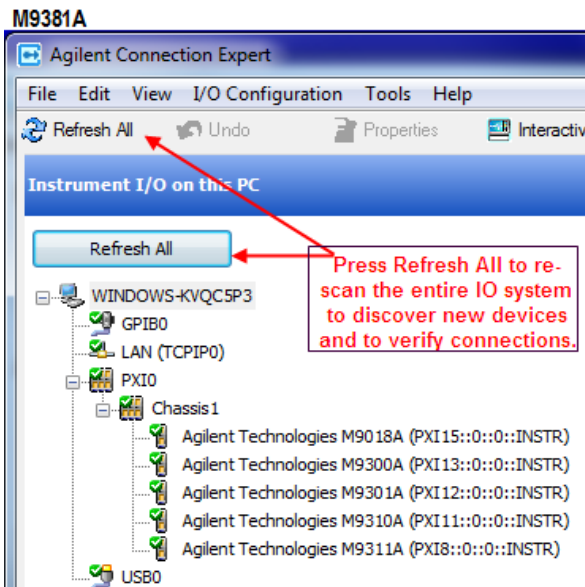 M9381A
Agilent Connection Expert
File Edit View I/O Configuration Tools Help
Refresh All Undo Properties Interactiv
Instrument I/O on this PC
Refresh All
Press Refresh All to re-
scan the entire IO system
to discover new devices
and to verify connections.
WINDOWS-KVQC5P3
GPIB0
LAN (TCPIP0)
PXI0
Chassis1
Agilent Technologies M9018A (PXI15::0::0::INSTR)
Agilent Technologies M9300A (PXI13::0::0::INSTR)
Agilent Technologies M9301A (PXI12::0::0::INSTR)
Agilent Technologies M9310A (PXI11::0::0::INSTR)
Agilent Technologies M9311A (PXI8::0::0::INSTR)
USB0